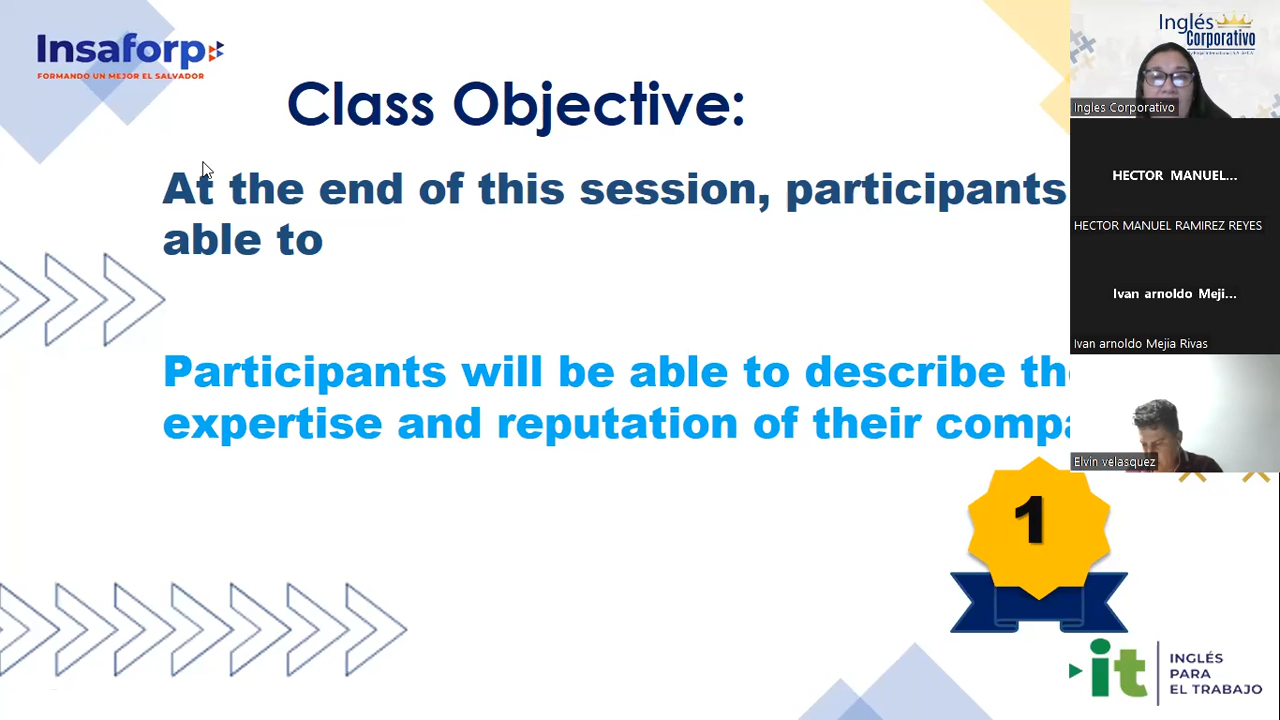 Insaforp
FORMANDO UN MEJOR EL SALVADOR
Class Objective:
At the end of this session, participants
able to
Participants will be able to describe the
expertise and reputation of their compa
1
it
INGLÉS
PARA
EL TRABAJO
Inglés
Corporativo
Ingles Corporativo
HECTOR MANUEL...
HECTOR MANUEL RAMIREZ REYES
Ivan arnoldo Meji...
Ivan arnoldo Mejia Rivas
Elvin velasquez